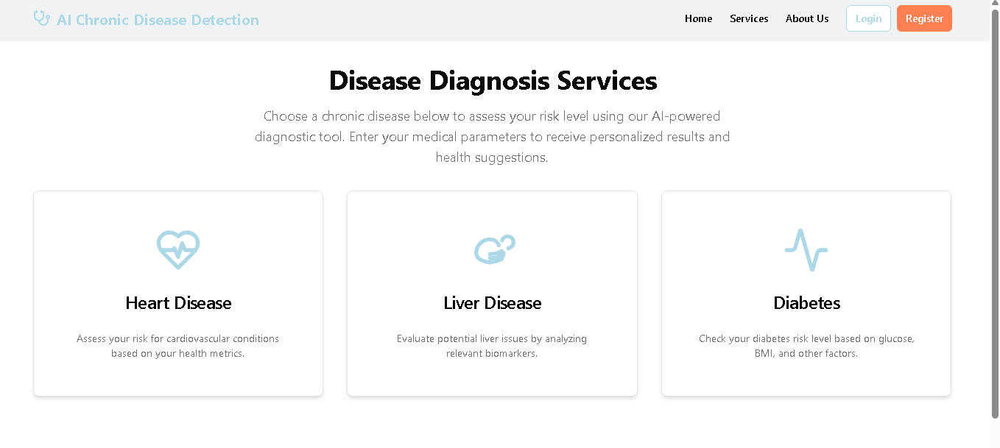 AI Chronic Disease Detection
Home
Services
About Us
Login
Register
Disease Diagnosis Services
Choose a chronic disease below to assess your risk level using our AI-powered
diagnostic tool. Enter your medical parameters to receive personalized results and
health suggestions.
Heart Disease
Assess your risk for cardiovascular conditions
based on your health metrics.
Liver Disease
Evaluate potential liver issues by analyzing
relevant biomarkers.
Diabetes
Check your diabetes risk level based on glucose,
BMI, and other factors.